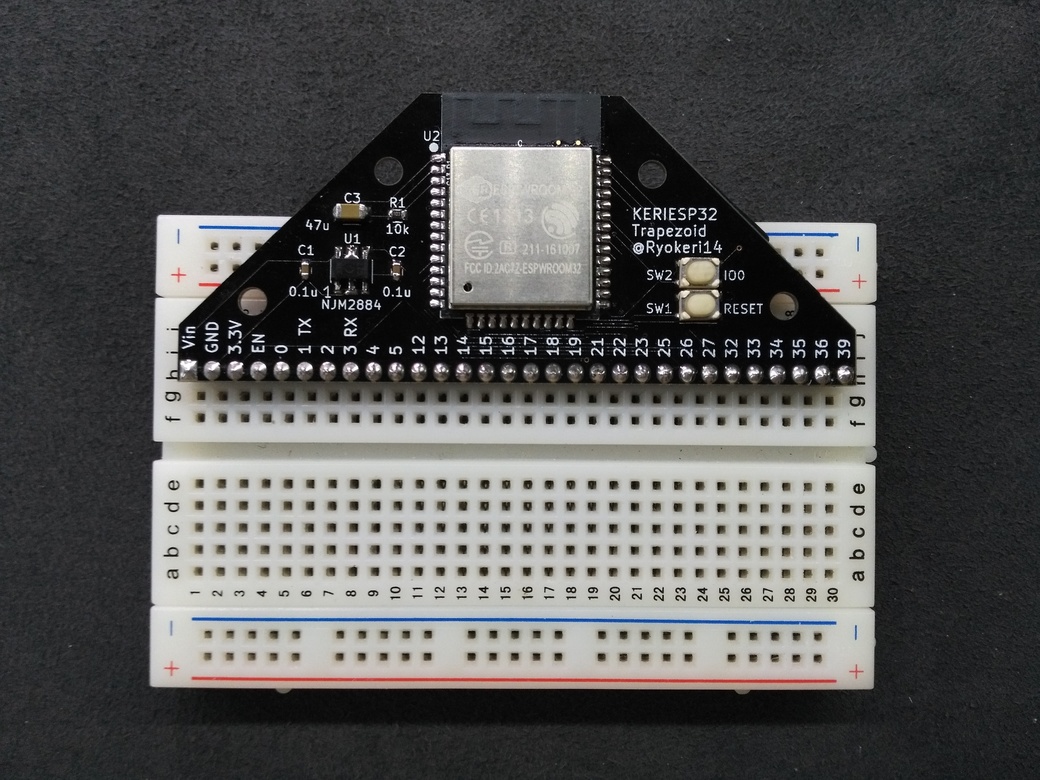 U2
C3
R1
47u
10k
U1
C1
C2
0.1u
1
0.1u
NJM2884
ESPWROOM32
CE1313
211-161007
FCC ID:2AC7Z-ESPWROOM32
KERIESP32
Trapezoid
@Ryokeri14
SW2 IO0
SW1 RESET
Vin GND 3.3V EN 0 1 TX 2 3 RX 4 5 12 13 14 15 16 17 18 19 21 22 23 25 26 27 32 33 34 35 36 39
- -
+ +
j j
i i
h h
g g
f f
e e
d d
c c
b b
a a
1 2 3 4 5 6 7 8 9 10 11 12 13 14 15 16 17 18 19 20 21 22 23 24 25 26 27 28 29 30
- -
+ +